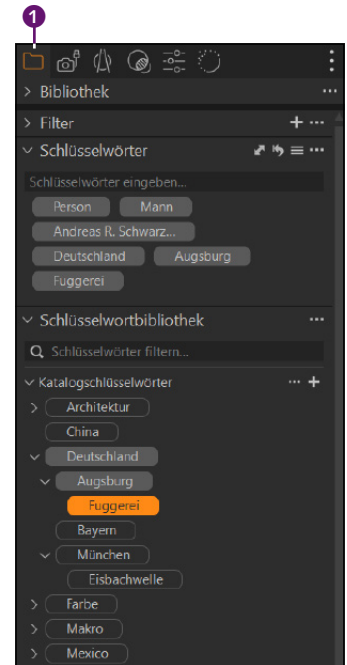 1
Bibliothek
Filter
Schlüsselwörter
Schlüsselwörter eingeben...
Person Mann
Andreas R. Schwarz...
Deutschland Augsburg
Fuggerei
Schlüsselwortbibliothek
Schlüsselwörter filtern...
Katalogschlüsselwörter
Architektur
China
Deutschland
Augsburg
Fuggerei
Bayern
München
Eisbachwelle
Farbe
Makro
Mexico